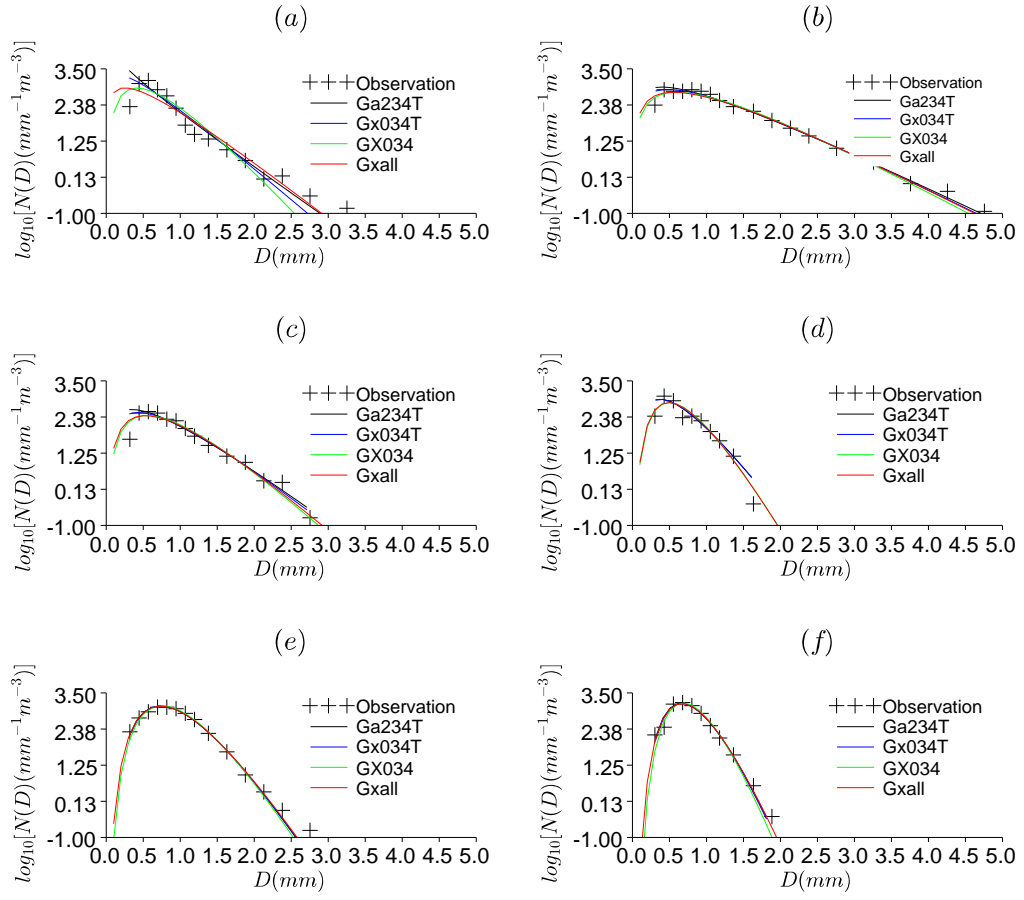 (a)
log10[N(D)(mm−1m−3)]
3.50
2.38
1.25
0.13
-1.00
0.0 0.5 1.0 1.5 2.0 2.5 3.0 3.5 4.0 4.5 5.0
D(mm)
Observation
Ga234T
Gx034T
GX034
Gxall
(b)
log10[N(D)(mm−1m−3)]
3.50
2.38
1.25
0.13
-1.00
0.0 0.5 1.0 1.5 2.0 2.5 3.0 3.5 4.0 4.5 5.0
D(mm)
Observation
Ga234T
Gx034T
GX034
Gxall
(c)
log10[N(D)(mm−1m−3)]
3.50
2.38
1.25
0.13
-1.00
0.0 0.5 1.0 1.5 2.0 2.5 3.0 3.5 4.0 4.5 5.0
D(mm)
Observation
Ga234T
Gx034T
GX034
Gxall
(d)
log10[N(D)(mm−1m−3)]
3.50
2.38
1.25
0.13
-1.00
0.0 0.5 1.0 1.5 2.0 2.5 3.0 3.5 4.0 4.5 5.0
D(mm)
Observation
Ga234T
Gx034T
GX034
Gxall
(e)
log10[N(D)(mm−1m−3)]
3.50
2.38
1.25
0.13
-1.00
0.0 0.5 1.0 1.5 2.0 2.5 3.0 3.5 4.0 4.5 5.0
D(mm)
Observation
Ga234T
Gx034T
GX034
Gxall
(f)
log10[N(D)(mm−1m−3)]
3.50
2.38
1.25
0.13
-1.00
0.0 0.5 1.0 1.5 2.0 2.5 3.0 3.5 4.0 4.5 5.0
D(mm)
Observation
Ga234T
Gx034T
GX034
Gxall